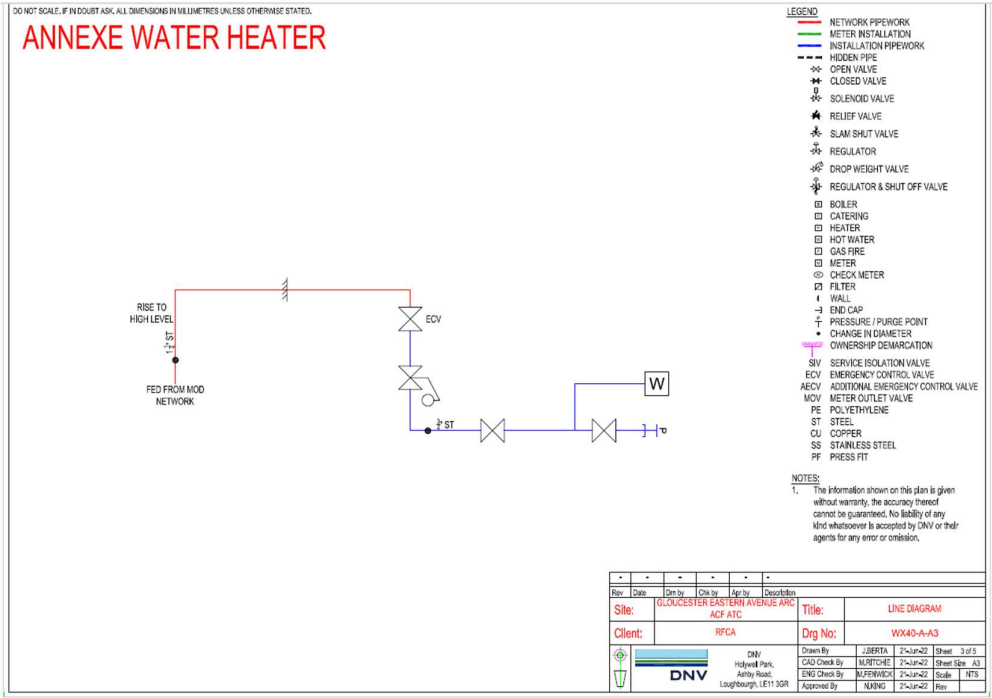 DO NOT SCALE. IF IN DOUBT ASK. ALL DIMENSIONS IN MILLIMETRES UNLESS OTHERWISE STATED.
ANNEXE WATER HEATER
RISE TO
HIGH LEVEL
1 1/2" ST
FED FROM MOD
NETWORK
ECV
3/4" ST
W
P
LEGEND
NETWORK PIPEWORK
METER INSTALLATION
INSTALLATION PIPEWORK
HIDDEN PIPE
OPEN VALVE
CLOSED VALVE
SOLENOID VALVE
RELIEF VALVE
SLAM SHUT VALVE
REGULATOR
DROP WEIGHT VALVE
REGULATOR & SHUT OFF VALVE
BOILER
CATERING
HEATER
HOT WATER
GAS FIRE
METER
CHECK METER
FILTER
WALL
END CAP
PRESSURE / PURGE POINT
CHANGE IN DIAMETER
OWNERSHIP DEMARCATION
SIV SERVICE ISOLATION VALVE
ECV EMERGENCY CONTROL VALVE
AECV ADDITIONAL EMERGENCY CONTROL VALVE
MOV METER OUTLET VALVE
PE POLYETHYLENE
ST STEEL
CU COPPER
SS STAINLESS STEEL
PF PRESS FIT
NOTES:
1. The information shown on this plan is given
without warranty, the accuracy thereof
cannot be guaranteed. No liability of any
kind whatsoever is accepted by DNV or their
agents for any error or omission.
- - - - - -
Rev Date Drn by Chk by Apr by Description
Site: GLOUCESTER EASTERN AVENUE ARC
ACF ATC
Title: LINE DIAGRAM
Client: RFCA
Drg No: WX40-A-A3
DNV
DNV
Holywell Park,
Ashby Road,
Loughbourgh, LE11 3GR
Drawn By J.BERTA 21-Jun-22 Sheet 3 of 5
CAD Check By M.RITCHIE 21-Jun-22 Sheet Size A3
ENG Check By M.FENWICK 21-Jun-22 Scale NTS
Approved By N.KING 21-Jun-22 Rev